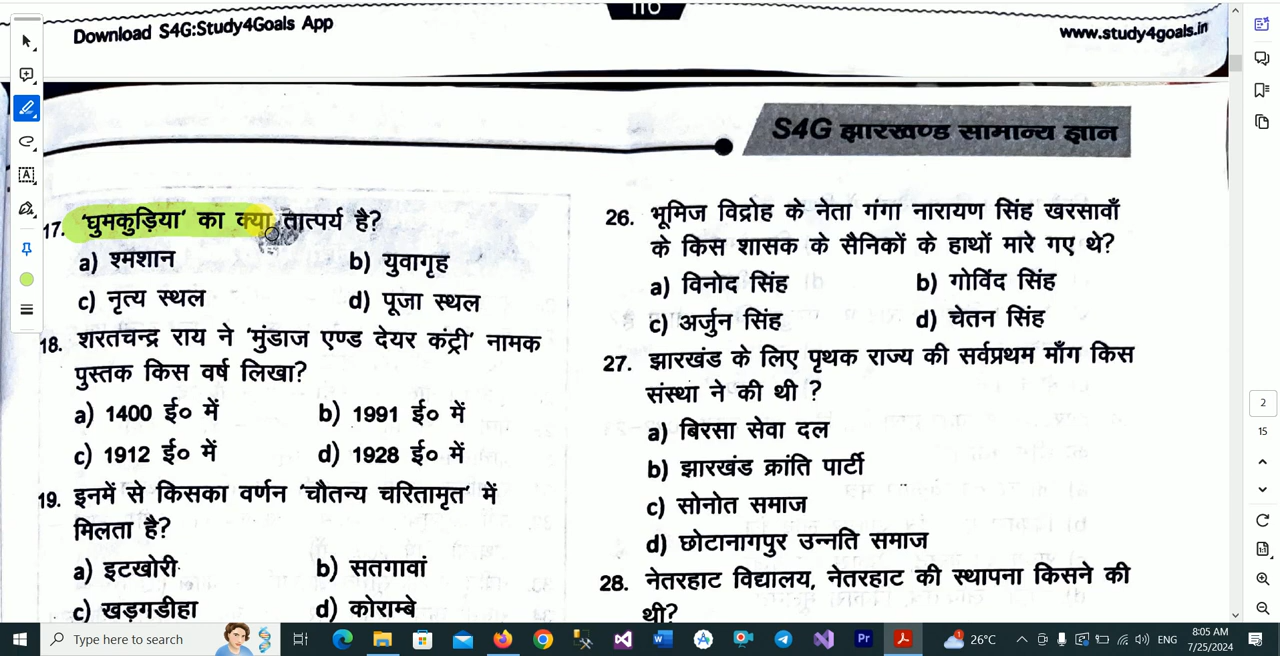 110
Download S4G:Study4Goals App
www.study4goals.in
S4G झारखण्ड सामान्य ज्ञान
17. 'घुमकुड़िया' का क्या तात्पर्य है?
a) श्मशान b) युवागृह
c) नृत्य स्थल d) पूजा स्थल
18. शरतचन्द्र राय ने 'मुंडाज एण्ड देयर कंट्री' नामक
पुस्तक किस वर्ष लिखा?
a) 1400 ई० में b) 1991 ई० में
c) 1912 ई० में d) 1928 ई० में
19. इनमें से किसका वर्णन 'चौतन्य चरितामृत' में
मिलता है?
a) इटखोरी b) सतगावां
c) खड़गडीहा d) कोराम्बे
26. भूमिज विद्रोह के नेता गंगा नारायण सिंह खरसावाँ
के किस शासक के सैनिकों के हाथों मारे गए थे?
a) विनोद सिंह b) गोविंद सिंह
c) अर्जुन सिंह d) चेतन सिंह
27. झारखंड के लिए पृथक राज्य की सर्वप्रथम माँग किस
संस्था ने की थी ?
a) बिरसा सेवा दल
b) झारखंड क्रांति पार्टी
c) सोनोत समाज
d) छोटानागपुर उन्नति समाज
28. नेतरहाट विद्यालय, नेतरहाट की स्थापना किसने की
थी?
2
15
Type here to search
26°C
ENG
8:05 AM
7/25/2024